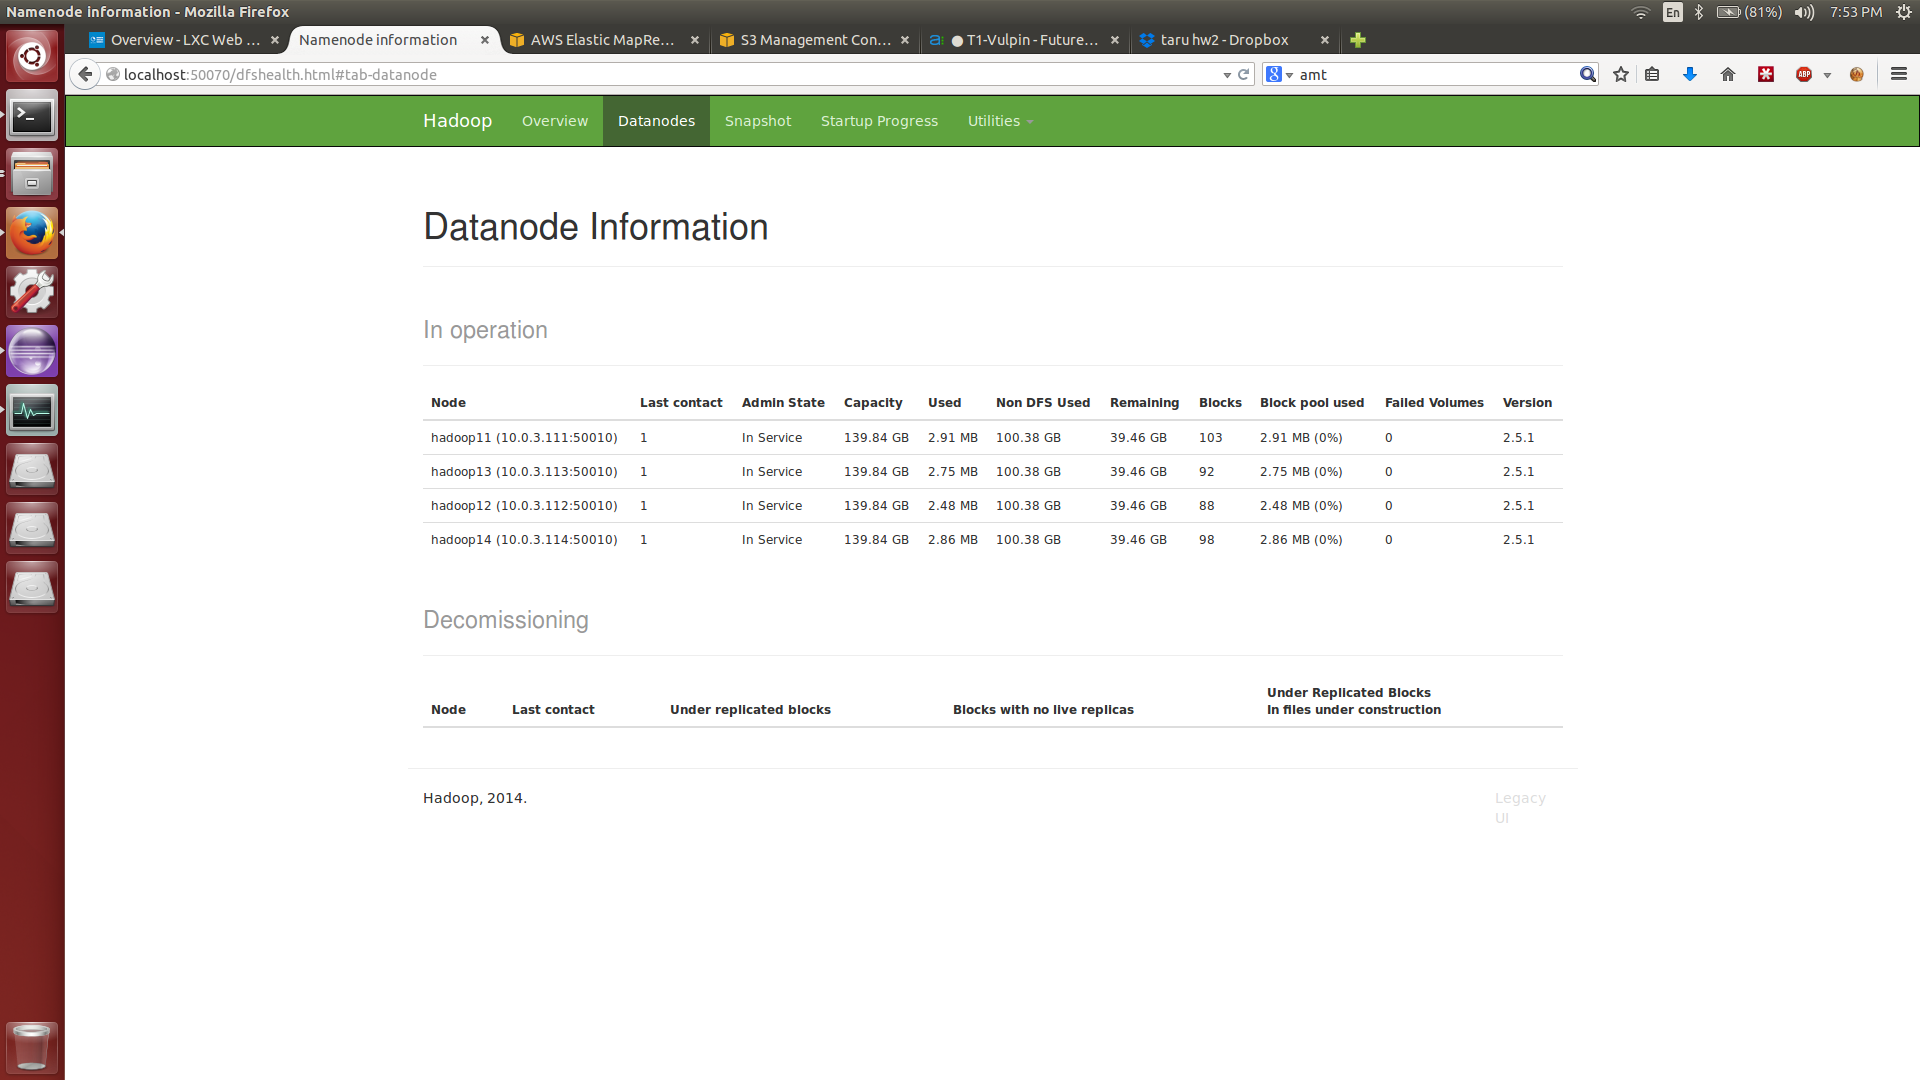 Namenode information - Mozilla Firefox
En (81%) 7:53 PM
Overview - LXC Web ... Namenode information AWS Elastic MapRe... S3 Management Con... T1-Vulpin - Future... taru hw2 - Dropbox
localhost:50070/dfshealth.html#tab-datanode amt ABP
Hadoop Overview Datanodes Snapshot Startup Progress Utilities
Datanode Information
In operation
Node Last contact Admin State Capacity Used Non DFS Used Remaining Blocks Block pool used Failed Volumes Version
hadoop11 (10.0.3.111:50010) 1 In Service 139.84 GB 2.91 MB 100.38 GB 39.46 GB 103 2.91 MB (0%) 0 2.5.1
hadoop13 (10.0.3.113:50010) 1 In Service 139.84 GB 2.75 MB 100.38 GB 39.46 GB 92 2.75 MB (0%) 0 2.5.1
hadoop12 (10.0.3.112:50010) 1 In Service 139.84 GB 2.48 MB 100.38 GB 39.46 GB 88 2.48 MB (0%) 0 2.5.1
hadoop14 (10.0.3.114:50010) 1 In Service 139.84 GB 2.86 MB 100.38 GB 39.46 GB 98 2.86 MB (0%) 0 2.5.1
Decomissioning
Node Last contact Under replicated blocks Blocks with no live replicas Under Replicated Blocks
In files under construction
Hadoop, 2014. Legacy
UI